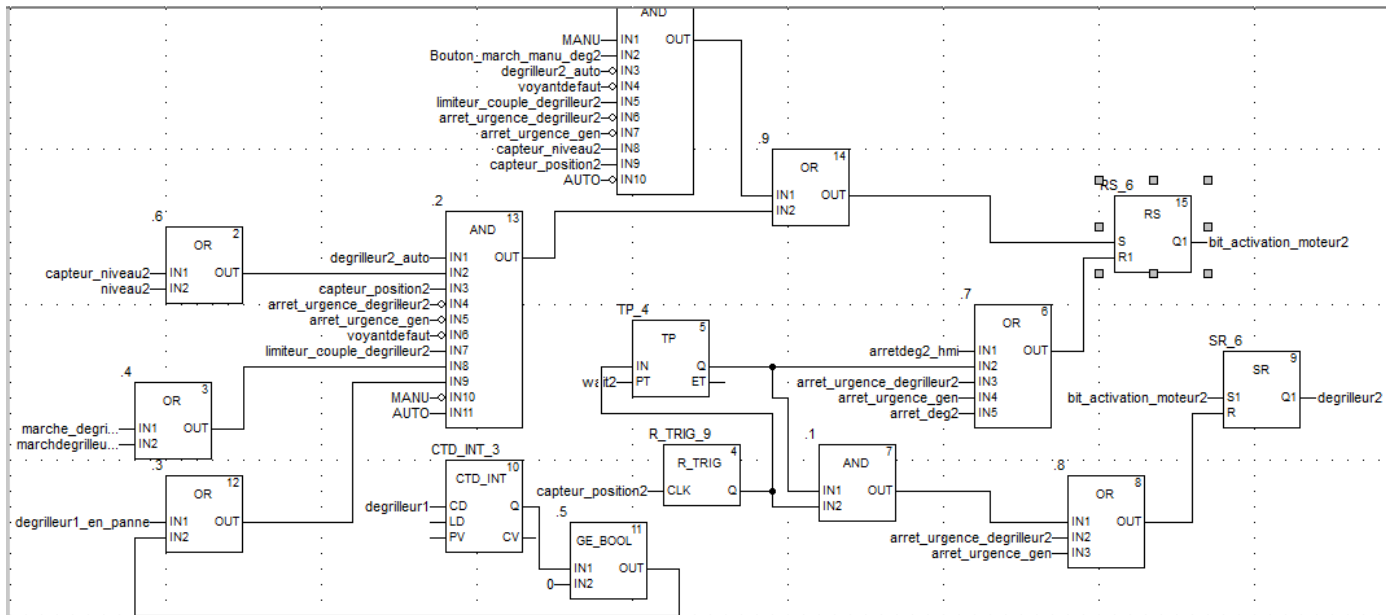 AND
MANU IN1 OUT
Bouton_march_manu_deg2 IN2
degrilleur2_auto IN3
voyantdefaut IN4
limiteur_couple_degrilleur2 IN5
arret_urgence_degrilleur2 IN6
arret_urgence_gen IN7
capteur_niveau2 IN8
capteur_position2 IN9
AUTO IN10
.9
14
OR
IN1 OUT
IN2
RS_6
15
RS
S Q1 bit_activation_moteur2
R1
.6
2
OR
capteur_niveau2 IN1 OUT
niveau2 IN2
.2
13
AND
degrilleur2_auto IN1 OUT
IN2
capteur_position2 IN3
arret_urgence_degrilleur2 IN4
arret_urgence_gen IN5
voyantdefaut IN6
limiteur_couple_degrilleur2 IN7
IN8
IN9
MANU IN10
AUTO IN11
TP_4
5
TP
IN Q
wait2 PT ET
.7
6
OR
arretdeg2_hmi IN1 OUT
IN2
arret_urgence_degrilleur2 IN3
arret_urgence_gen IN4
arret_deg2 IN5
SR_6
9
SR
bit_activation_moteur2 S1 Q1 degrilleur2
R
.4
3
OR
marche_degri... IN1 OUT
marchdegrilleu... IN2
.3
12
OR
degrilleur1_en_panne IN1 OUT
IN2
CTD_INT_3
10
CTD_INT
degrilleur1 CD Q
LD
PV CV
R_TRIG_9
4
R_TRIG
capteur_position2 CLK Q
.1
7
AND
IN1 OUT
IN2
.8
8
OR
IN1 OUT
arret_urgence_degrilleur2 IN2
arret_urgence_gen IN3
.5
11
GE_BOOL
IN1 OUT
0 IN2